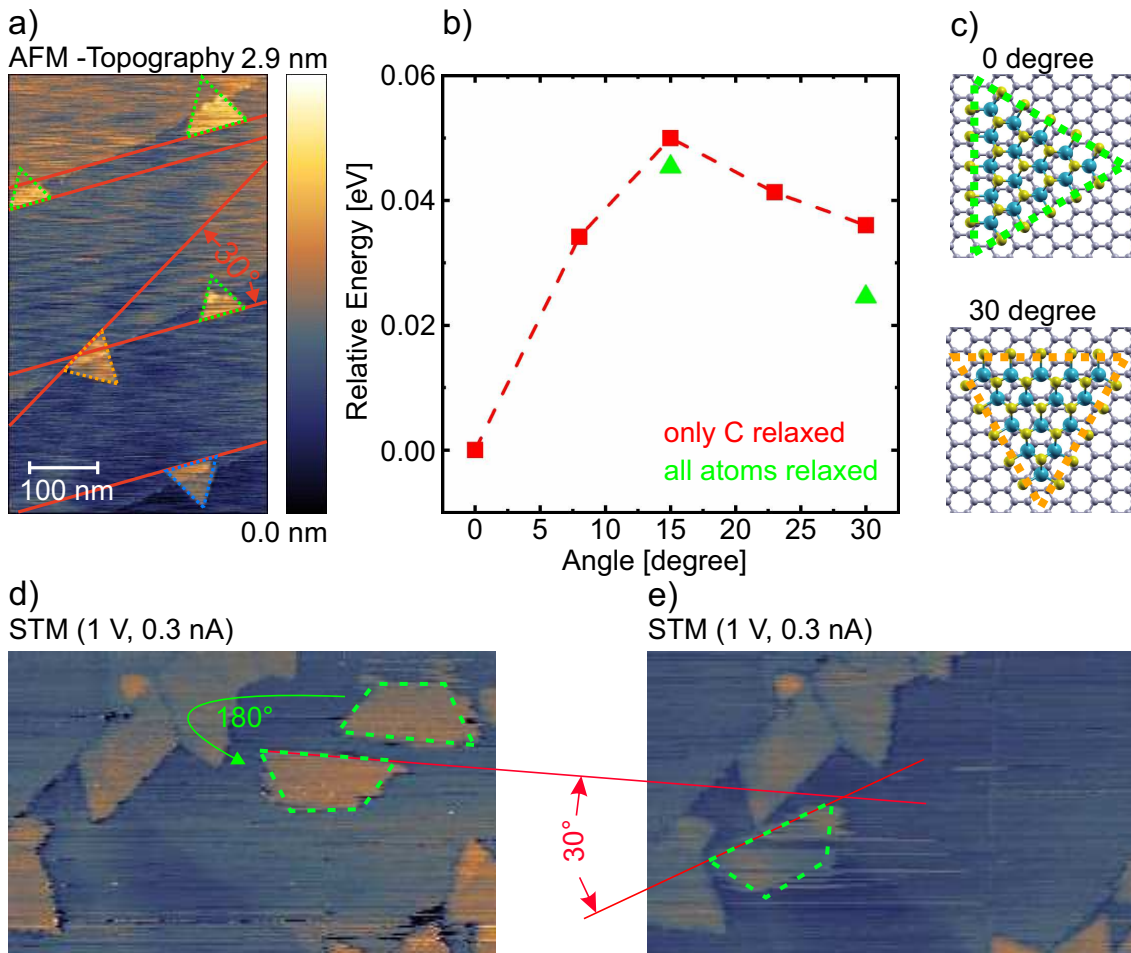 a)
AFM -Topography 2.9 nm
30°
100 nm
0.0 nm
b)
Relative Energy [eV]
0.06
0.04
0.02
0.00
only C relaxed
all atoms relaxed
0 5 10 15 20 25 30
Angle [degree]
c)
0 degree
30 degree
d)
STM (1 V, 0.3 nA)
180°
30°
e)
STM (1 V, 0.3 nA)